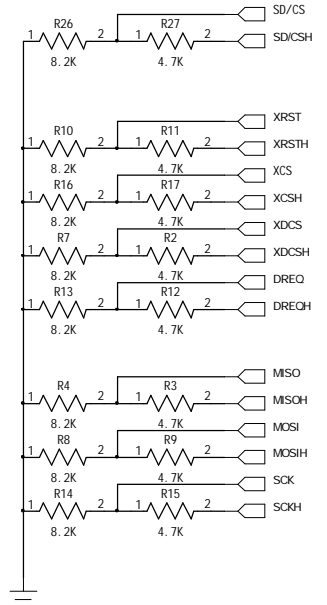 SD/CS
R26 R27
1 2 1 2 SD/CSH
8.2K 4.7K
XRST
R10 R11
1 2 1 2 XRSTH
8.2K 4.7K XCS
R16 R17
1 2 1 2 XCSH
8.2K 4.7K XDCS
R7 R2
1 2 1 2 XDCSH
8.2K 4.7K DREQ
R13 R12
1 2 1 2 DREQH
8.2K 4.7K
MISO
R4 R3
1 2 1 2 MISOH
8.2K 4.7K MOSI
R8 R9
1 2 1 2 MOSIH
8.2K 4.7K SCK
R14 R15
1 2 1 2 SCKH
8.2K 4.7K